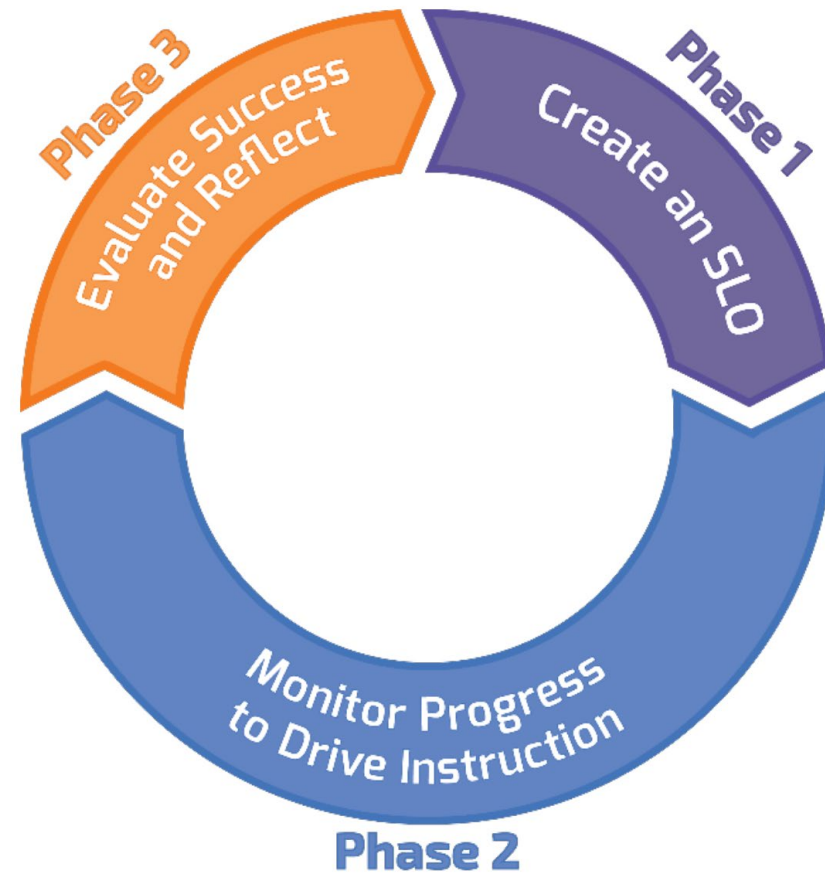 Phase 1
Create an SLO
Monitor Progress
to Drive Instruction
Phase 2
Phase 3
Evaluate Success
and Reflect